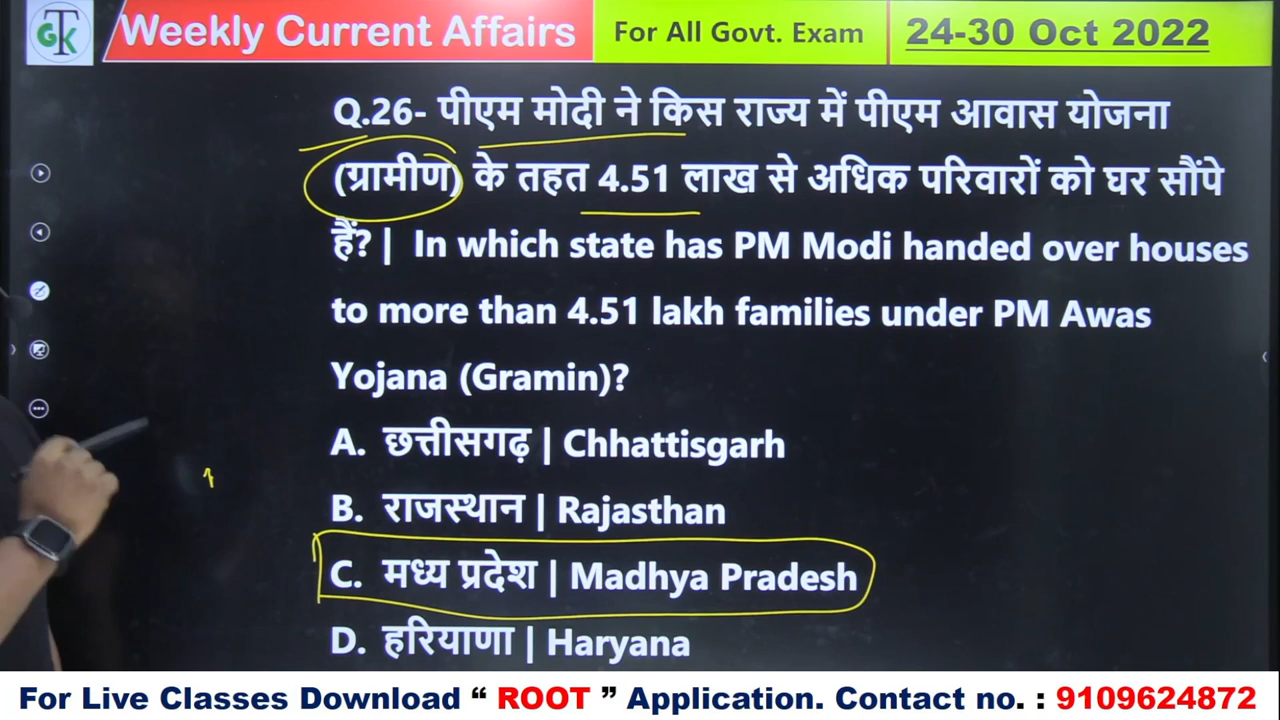 GTK
Weekly Current Affairs
For All Govt. Exam
24-30 Oct 2022
Q.26- पीएम मोदी ने किस राज्य में पीएम आवास योजना
(ग्रामीण) के तहत 4.51 लाख से अधिक परिवारों को घर सौंपे
हैं? | In which state has PM Modi handed over houses
to more than 4.51 lakh families under PM Awas
Yojana (Gramin)?
A. छत्तीसगढ़ | Chhattisgarh
B. राजस्थान | Rajasthan
C. मध्य प्रदेश | Madhya Pradesh
D. हरियाणा | Haryana
For Live Classes Download “ ROOT ” Application. Contact no. : 9109624872